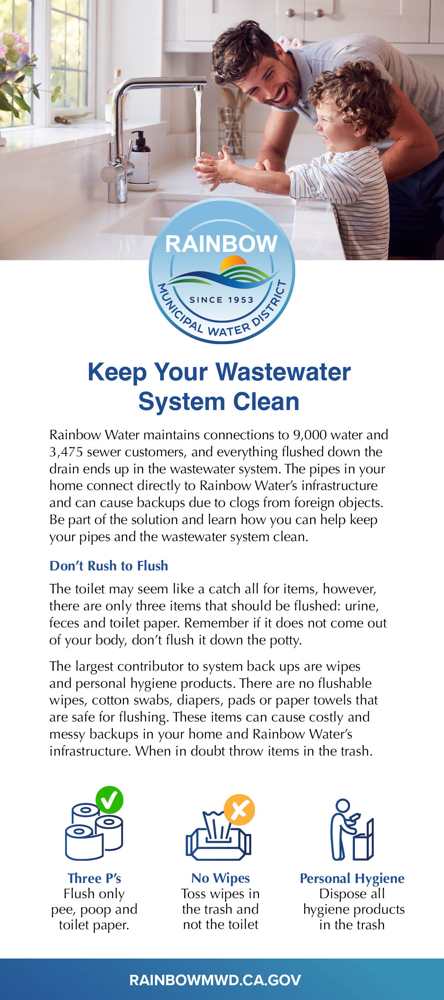 RAINBOW
SINCE 1953
MUNICIPAL WATER DISTRICT
Keep Your Wastewater
System Clean
Rainbow Water maintains connections to 9,000 water and
3,475 sewer customers, and everything flushed down the
drain ends up in the wastewater system. The pipes in your
home connect directly to Rainbow Water’s infrastructure
and can cause backups due to clogs from foreign objects.
Be part of the solution and learn how you can help keep
your pipes and the wastewater system clean.
Don’t Rush to Flush
The toilet may seem like a catch all for items, however,
there are only three items that should be flushed: urine,
feces and toilet paper. Remember if it does not come out
of your body, don’t flush it down the potty.
The largest contributor to system back ups are wipes
and personal hygiene products. There are no flushable
wipes, cotton swabs, diapers, pads or paper towels that
are safe for flushing. These items can cause costly and
messy backups in your home and Rainbow Water’s
infrastructure. When in doubt throw items in the trash.
Three P’s
Flush only
pee, poop and
toilet paper.
No Wipes
Toss wipes in
the trash and
not the toilet
Personal Hygiene
Dispose all
hygiene products
in the trash
RAINBOWMWD.CA.GOV